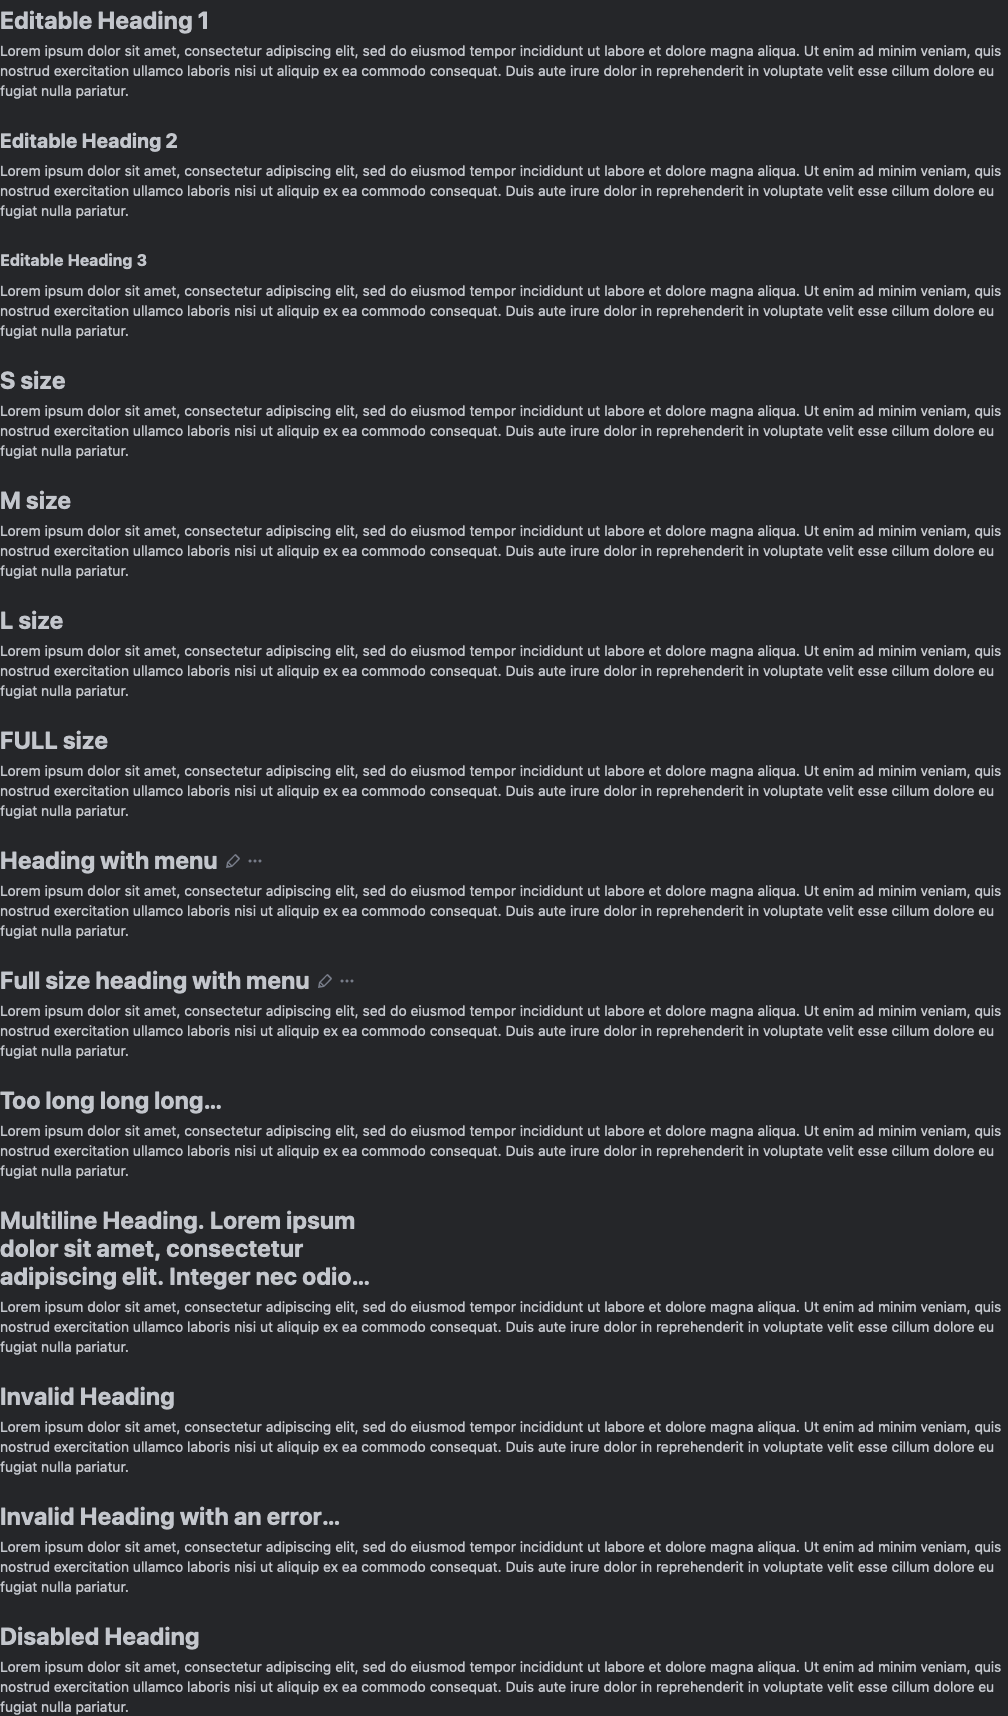 Editable Heading 1
Lorem ipsum dolor sit amet, consectetur adipiscing elit, sed do eiusmod tempor incididunt ut labore et dolore magna aliqua. Ut enim ad minim veniam, quis
nostrud exercitation ullamco laboris nisi ut aliquip ex ea commodo consequat. Duis aute irure dolor in reprehenderit in voluptate velit esse cillum dolore eu
fugiat nulla pariatur.
Editable Heading 2
Lorem ipsum dolor sit amet, consectetur adipiscing elit, sed do eiusmod tempor incididunt ut labore et dolore magna aliqua. Ut enim ad minim veniam, quis
nostrud exercitation ullamco laboris nisi ut aliquip ex ea commodo consequat. Duis aute irure dolor in reprehenderit in voluptate velit esse cillum dolore eu
fugiat nulla pariatur.
Editable Heading 3
Lorem ipsum dolor sit amet, consectetur adipiscing elit, sed do eiusmod tempor incididunt ut labore et dolore magna aliqua. Ut enim ad minim veniam, quis
nostrud exercitation ullamco laboris nisi ut aliquip ex ea commodo consequat. Duis aute irure dolor in reprehenderit in voluptate velit esse cillum dolore eu
fugiat nulla pariatur.
S size
Lorem ipsum dolor sit amet, consectetur adipiscing elit, sed do eiusmod tempor incididunt ut labore et dolore magna aliqua. Ut enim ad minim veniam, quis
nostrud exercitation ullamco laboris nisi ut aliquip ex ea commodo consequat. Duis aute irure dolor in reprehenderit in voluptate velit esse cillum dolore eu
fugiat nulla pariatur.
M size
Lorem ipsum dolor sit amet, consectetur adipiscing elit, sed do eiusmod tempor incididunt ut labore et dolore magna aliqua. Ut enim ad minim veniam, quis
nostrud exercitation ullamco laboris nisi ut aliquip ex ea commodo consequat. Duis aute irure dolor in reprehenderit in voluptate velit esse cillum dolore eu
fugiat nulla pariatur.
L size
Lorem ipsum dolor sit amet, consectetur adipiscing elit, sed do eiusmod tempor incididunt ut labore et dolore magna aliqua. Ut enim ad minim veniam, quis
nostrud exercitation ullamco laboris nisi ut aliquip ex ea commodo consequat. Duis aute irure dolor in reprehenderit in voluptate velit esse cillum dolore eu
fugiat nulla pariatur.
FULL size
Lorem ipsum dolor sit amet, consectetur adipiscing elit, sed do eiusmod tempor incididunt ut labore et dolore magna aliqua. Ut enim ad minim veniam, quis
nostrud exercitation ullamco laboris nisi ut aliquip ex ea commodo consequat. Duis aute irure dolor in reprehenderit in voluptate velit esse cillum dolore eu
fugiat nulla pariatur.
Heading with menu
Lorem ipsum dolor sit amet, consectetur adipiscing elit, sed do eiusmod tempor incididunt ut labore et dolore magna aliqua. Ut enim ad minim veniam, quis
nostrud exercitation ullamco laboris nisi ut aliquip ex ea commodo consequat. Duis aute irure dolor in reprehenderit in voluptate velit esse cillum dolore eu
fugiat nulla pariatur.
Full size heading with menu
Lorem ipsum dolor sit amet, consectetur adipiscing elit, sed do eiusmod tempor incididunt ut labore et dolore magna aliqua. Ut enim ad minim veniam, quis
nostrud exercitation ullamco laboris nisi ut aliquip ex ea commodo consequat. Duis aute irure dolor in reprehenderit in voluptate velit esse cillum dolore eu
fugiat nulla pariatur.
Too long long long…
Lorem ipsum dolor sit amet, consectetur adipiscing elit, sed do eiusmod tempor incididunt ut labore et dolore magna aliqua. Ut enim ad minim veniam, quis
nostrud exercitation ullamco laboris nisi ut aliquip ex ea commodo consequat. Duis aute irure dolor in reprehenderit in voluptate velit esse cillum dolore eu
fugiat nulla pariatur.
Multiline Heading. Lorem ipsum
dolor sit amet, consectetur
adipiscing elit. Integer nec odio…
Lorem ipsum dolor sit amet, consectetur adipiscing elit, sed do eiusmod tempor incididunt ut labore et dolore magna aliqua. Ut enim ad minim veniam, quis
nostrud exercitation ullamco laboris nisi ut aliquip ex ea commodo consequat. Duis aute irure dolor in reprehenderit in voluptate velit esse cillum dolore eu
fugiat nulla pariatur.
Invalid Heading
Lorem ipsum dolor sit amet, consectetur adipiscing elit, sed do eiusmod tempor incididunt ut labore et dolore magna aliqua. Ut enim ad minim veniam, quis
nostrud exercitation ullamco laboris nisi ut aliquip ex ea commodo consequat. Duis aute irure dolor in reprehenderit in voluptate velit esse cillum dolore eu
fugiat nulla pariatur.
Invalid Heading with an error…
Lorem ipsum dolor sit amet, consectetur adipiscing elit, sed do eiusmod tempor incididunt ut labore et dolore magna aliqua. Ut enim ad minim veniam, quis
nostrud exercitation ullamco laboris nisi ut aliquip ex ea commodo consequat. Duis aute irure dolor in reprehenderit in voluptate velit esse cillum dolore eu
fugiat nulla pariatur.
Disabled Heading
Lorem ipsum dolor sit amet, consectetur adipiscing elit, sed do eiusmod tempor incididunt ut labore et dolore magna aliqua. Ut enim ad minim veniam, quis
nostrud exercitation ullamco laboris nisi ut aliquip ex ea commodo consequat. Duis aute irure dolor in reprehenderit in voluptate velit esse cillum dolore eu
fugiat nulla pariatur.